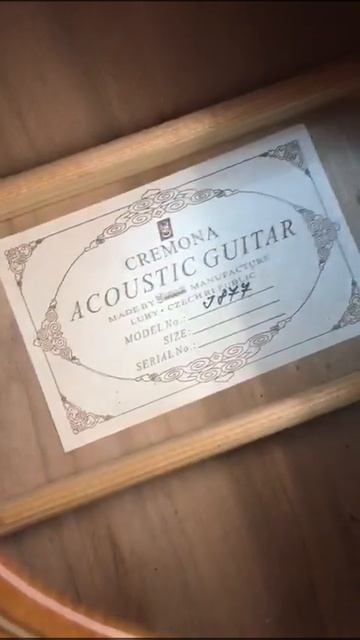 CREMONA
ACOUSTIC GUITAR
MADE BY MANUFACTURE
LUBY · CZECH REPUBLIC
MODEL No.:
SIZE:
SERIAL No.: